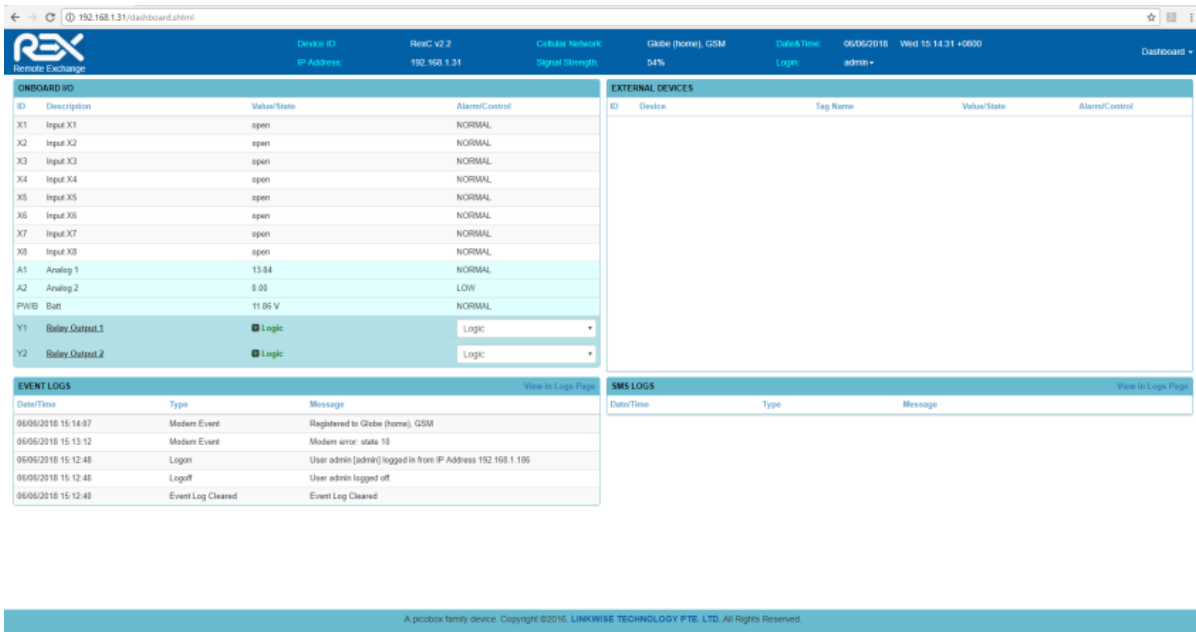 192.168.1.31/dashboard.shtml
REX
Remote Exchange
Device ID: RexC v2.2 Cellular Network: Globe (home), GSM Date&Time: 06/06/2018 Wed 15:14:31 +0800
IP Address: 192.168.1.31 Signal Strength: 54% Login: admin
Dashboard
ONBOARD I/O
ID Description Value/State Alarm/Control
X1 Input X1 open NORMAL
X2 Input X2 open NORMAL
X3 Input X3 open NORMAL
X4 Input X4 open NORMAL
X5 Input X5 open NORMAL
X6 Input X6 open NORMAL
X7 Input X7 open NORMAL
X8 Input X8 open NORMAL
A1 Analog 1 13.84 NORMAL
A2 Analog 2 0.00 LOW
PW/B Batt 11.86 V NORMAL
Y1 Relay Output 1 Logic Logic
Y2 Relay Output 2 Logic Logic
EXTERNAL DEVICES
ID Device Tag Name Value/State Alarm/Control
EVENT LOGS View in Logs Page
Date/Time Type Message
06/06/2018 15:14:07 Modem Event Registered to Globe (home), GSM
06/06/2018 15:13:12 Modem Event Modem error: state 10
06/06/2018 15:12:48 Logon User admin [admin] logged in from IP Address 192.168.1.186
06/06/2018 15:12:46 Logoff User admin logged off
06/06/2018 15:12:40 Event Log Cleared Event Log Cleared
SMS LOGS View in Logs Page
Date/Time Type Message
A picobox family device. Copyright ©2016. LINKWISE TECHNOLOGY PTE. LTD. All Rights Reserved.